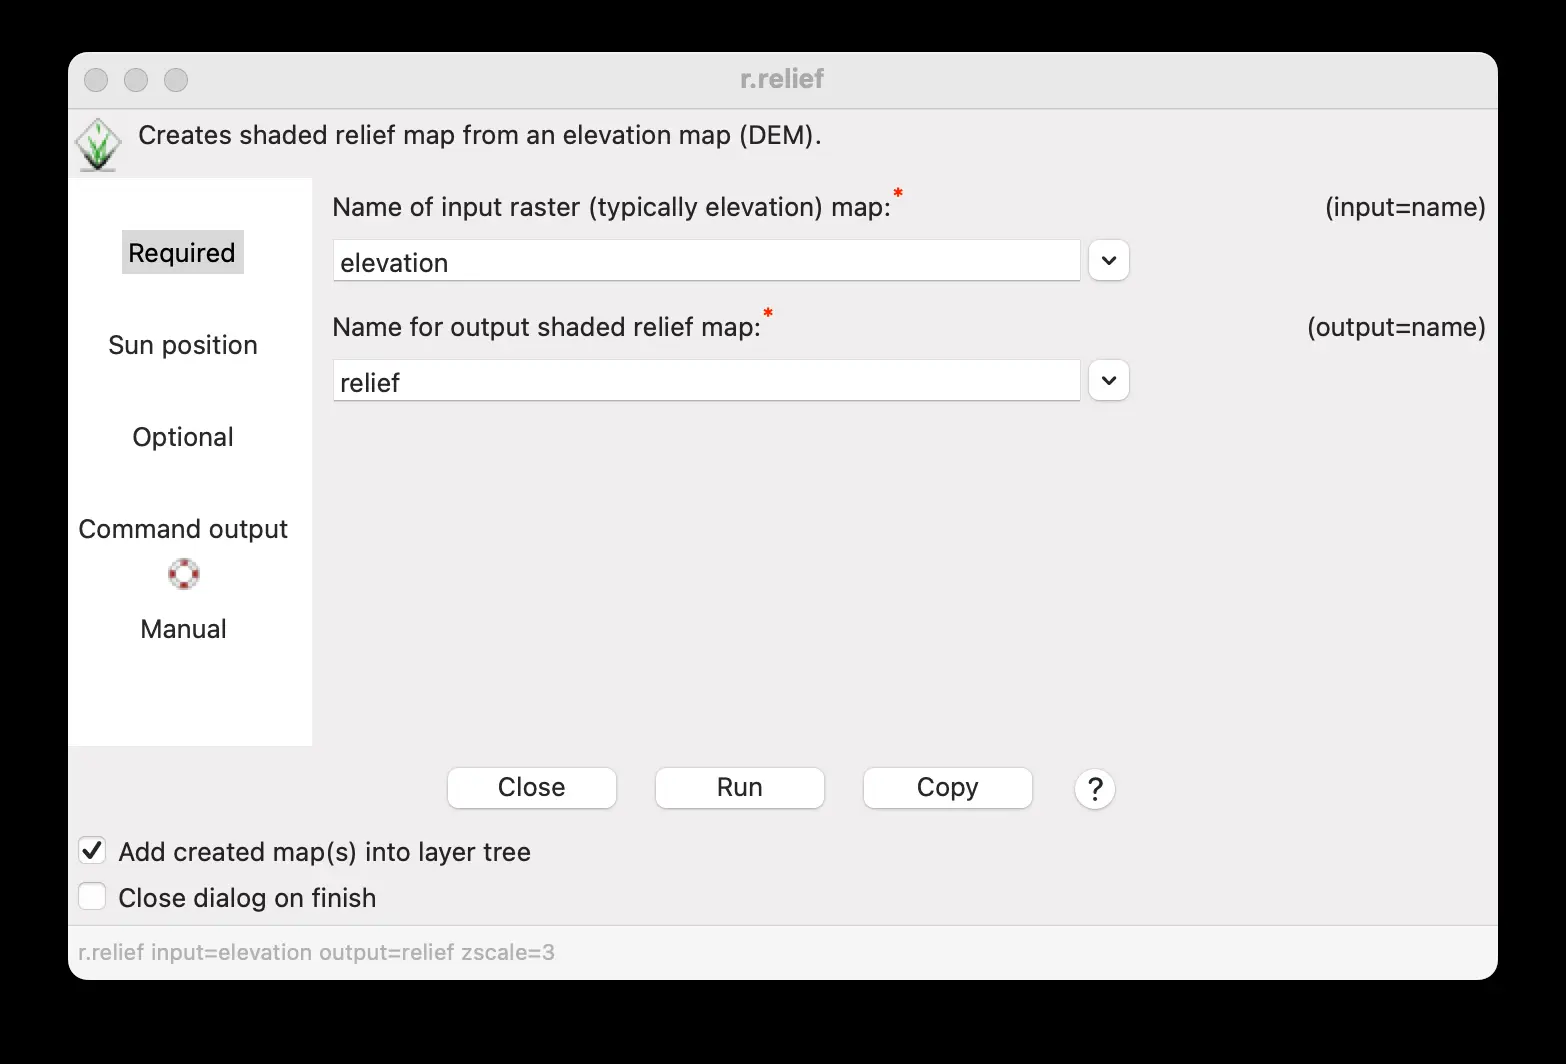 r.relief
Creates shaded relief map from an elevation map (DEM).
Required
Sun position
Optional
Command output
Manual
Name of input raster (typically elevation) map:* (input=name)
elevation
Name for output shaded relief map:* (output=name)
relief
Close Run Copy ?
Add created map(s) into layer tree
Close dialog on finish
r.relief input=elevation output=relief zscale=3